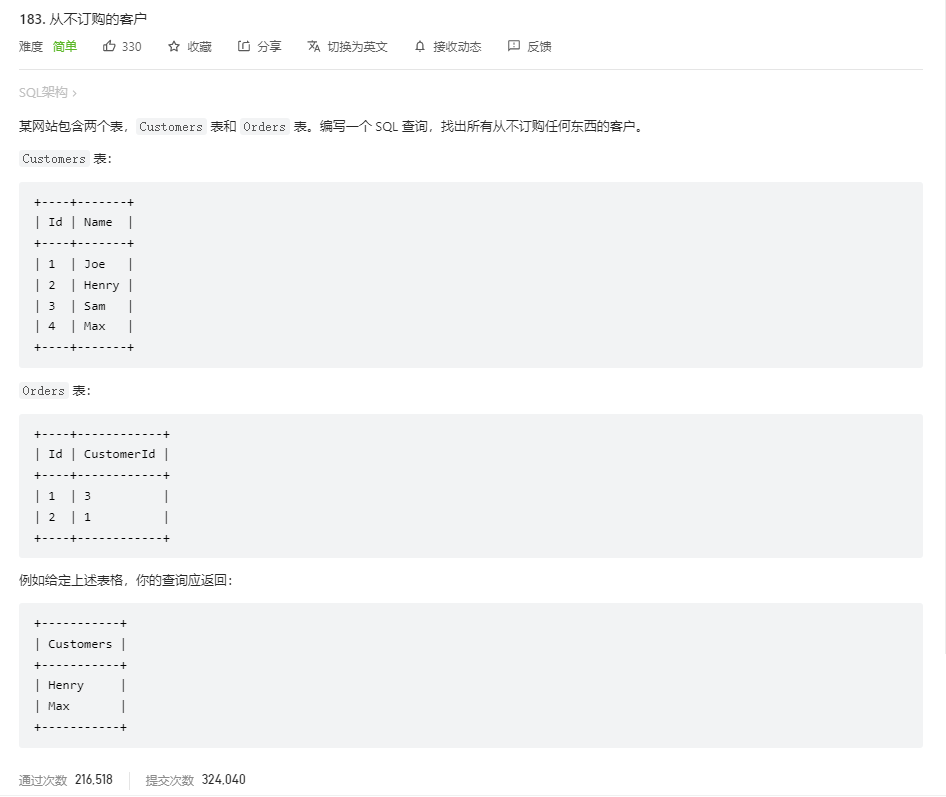 183. 从不订购的客户
难度 简单 330 收藏 分享 切换为英文 接收动态 反馈
SQL架构 ›
某网站包含两个表，Customers 表和 Orders 表。编写一个 SQL 查询，找出所有从不订购任何东西的客户。
Customers 表：
+----+-------+
| Id | Name  |
+----+-------+
| 1  | Joe   |
| 2  | Henry |
| 3  | Sam   |
| 4  | Max   |
+----+-------+
Orders 表：
+----+------------+
| Id | CustomerId |
+----+------------+
| 1  | 3          |
| 2  | 1          |
+----+------------+
例如给定上述表格，你的查询应返回：
+-----------+
| Customers |
+-----------+
| Henry     |
| Max       |
+-----------+
通过次数 216,518 提交次数 324,040